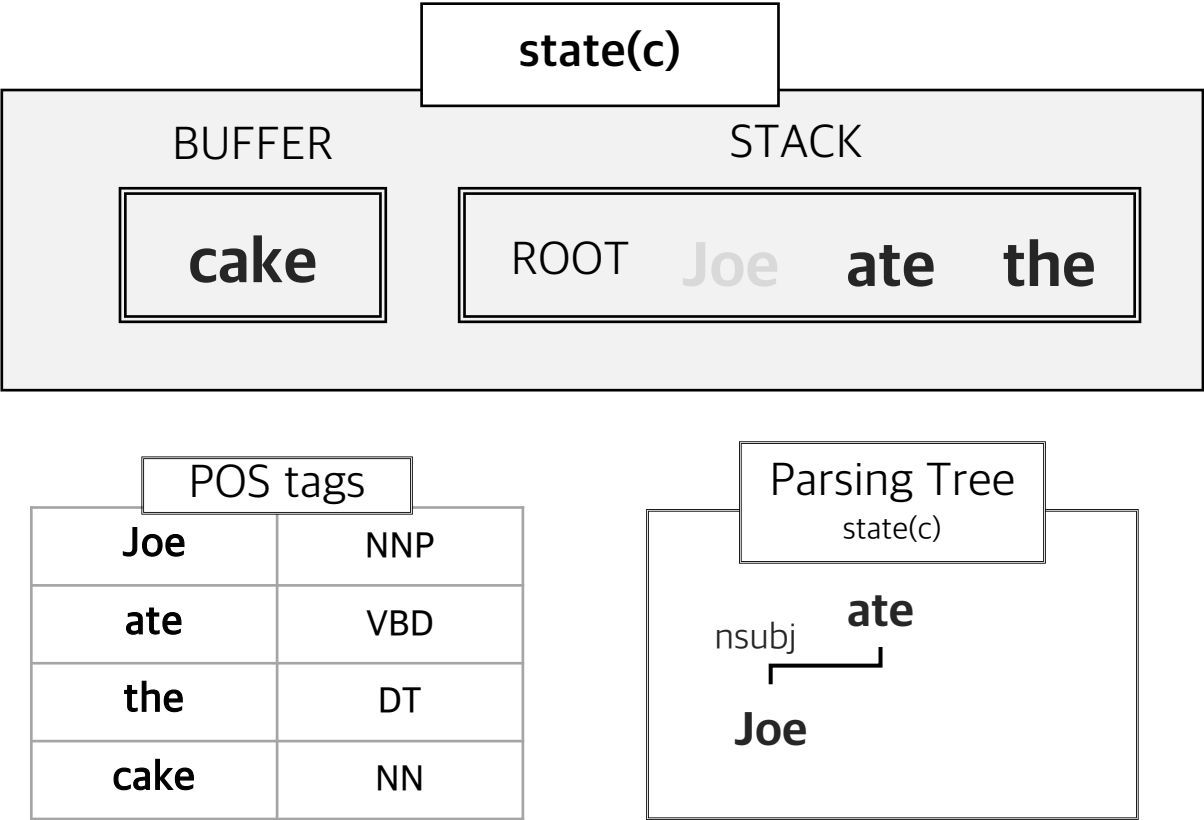 state(c)
BUFFER
STACK
cake
ROOT Joe ate the
POS tags
Joe NNP
ate VBD
the DT
cake NN
Parsing Tree
state(c)
ate
nsubj
Joe